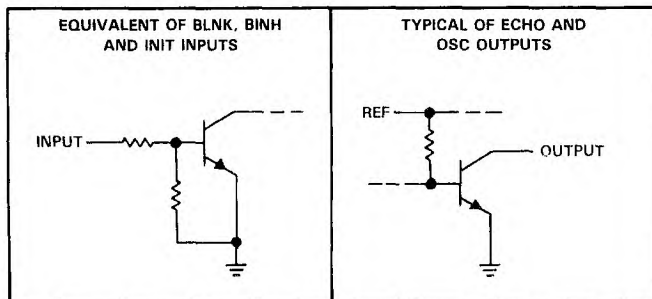 EQUIVALENT OF BLNK, BINH
AND INIT INPUTS
INPUT
TYPICAL OF ECHO AND
OSC OUTPUTS
REF
OUTPUT